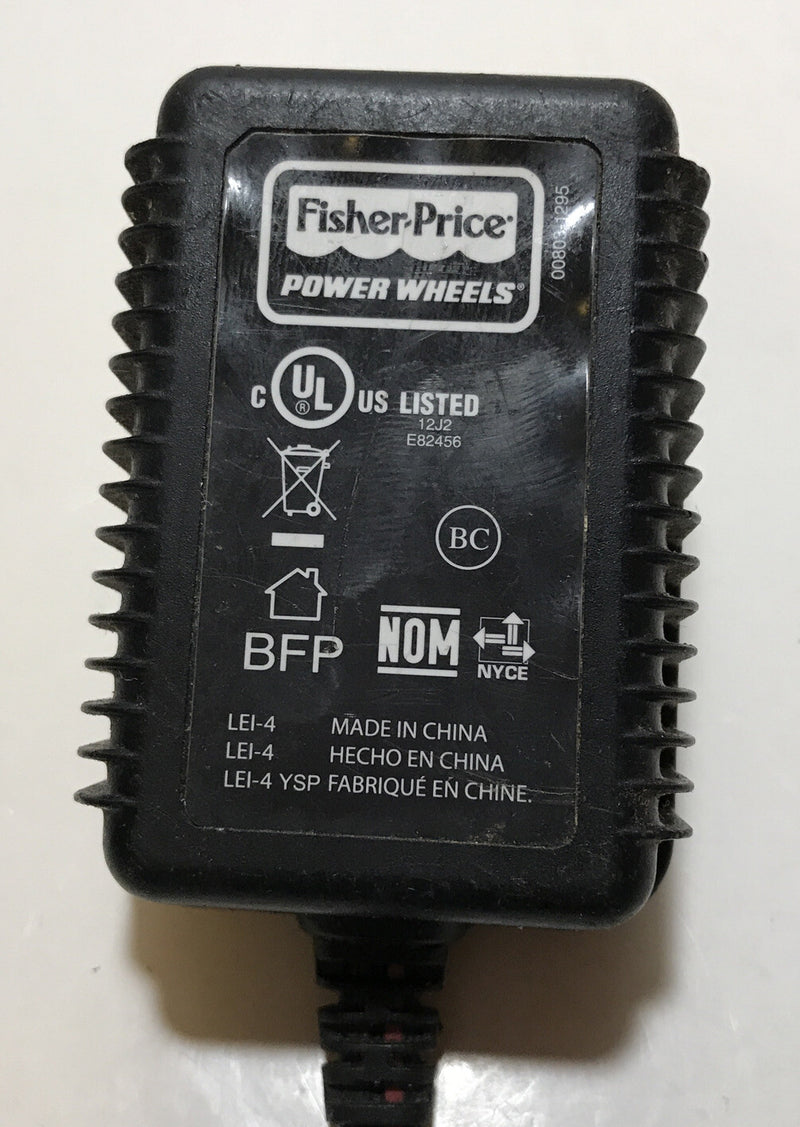 Fisher-Price
POWER WHEELS®
C UL® US LISTED
12J2
E82456
BC
BFP
NOM
NYCE
LEI-4 MADE IN CHINA
LEI-4 HECHO EN CHINA
LEI-4 YSP FABRIQUÉ EN CHINE.